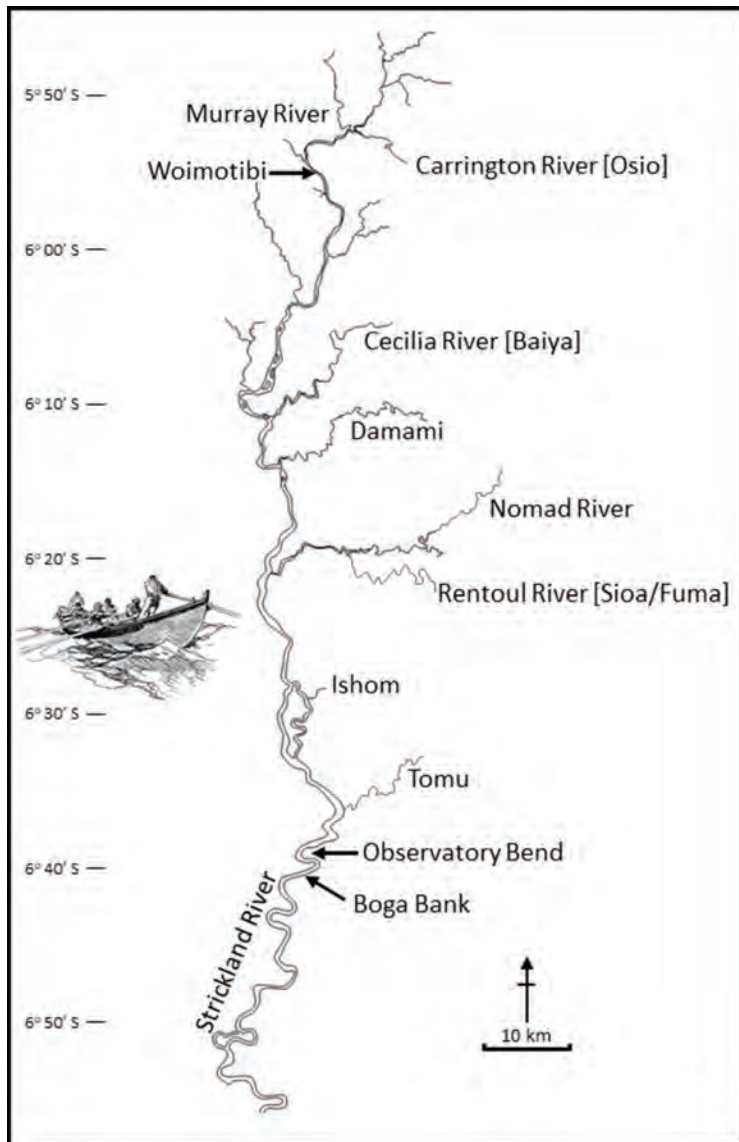 5° 50′ S
Murray River
Carrington River [Osio]
Woimotibi
6° 00′ S
Cecilia River [Baiya]
6° 10′ S
Damami
Nomad River
6° 20′ S
Rentoul River [Sioa/Fuma]
Ishom
6° 30′ S
Tomu
Observatory Bend
6° 40′ S
Boga Bank
Strickland River
6° 50′ S
10 km